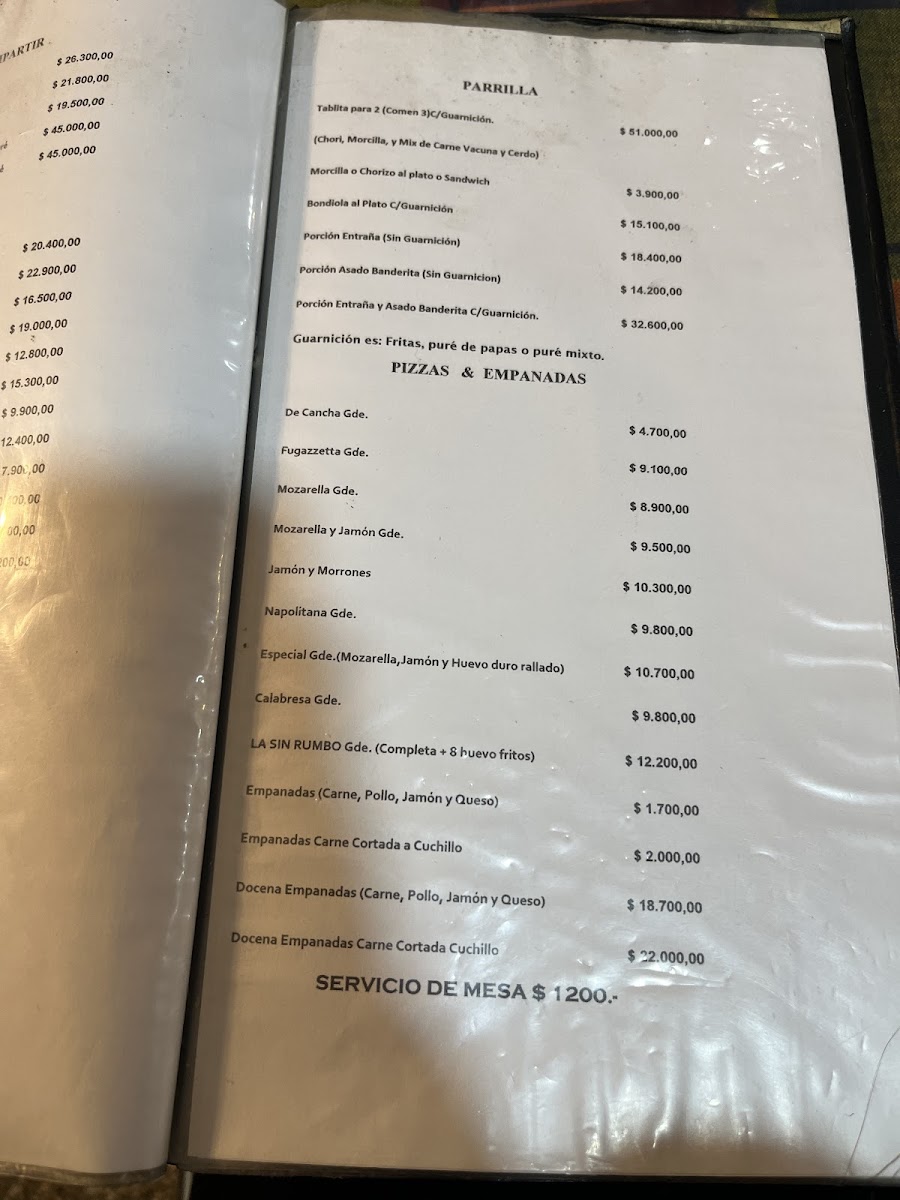 PARTIR
$ 26.300,00
$ 21.800,00
$ 19.500,00
$ 45.000,00
$ 45.000,00
$ 20.400,00
$ 22.900,00
$ 16.500,00
$ 19.000,00
$ 12.800,00
$ 15.300,00
$ 9.900,00
12.400,00
PARRILLA
Tablita para 2 (Comen 3)C/Guarnición. $ 51.000,00
(Chori, Morcilla, y Mix de Carne Vacuna y Cerdo)
Morcilla o Chorizo al plato o Sandwich $ 3.900,00
Bondiola al Plato C/Guarnición $ 15.100,00
Porción Entraña (Sin Guarnición) $ 18.400,00
Porción Asado Banderita (Sin Guarnicion) $ 14.200,00
Porción Entraña y Asado Banderita C/Guarnición. $ 32.600,00
Guarnición es: Fritas, puré de papas o puré mixto.
PIZZAS & EMPANADAS
De Cancha Gde. $ 4.700,00
Fugazzetta Gde. $ 9.100,00
Mozarella Gde. $ 8.900,00
Mozarella y Jamón Gde. $ 9.500,00
Jamón y Morrones $ 10.300,00
Napolitana Gde. $ 9.800,00
Especial Gde.(Mozarella,Jamón y Huevo duro rallado) $ 10.700,00
Calabresa Gde. $ 9.800,00
LA SIN RUMBO Gde. (Completa + 8 huevo fritos) $ 12.200,00
Empanadas (Carne, Pollo, Jamón y Queso) $ 1.700,00
Empanadas Carne Cortada a Cuchillo $ 2.000,00
Docena Empanadas (Carne, Pollo, Jamón y Queso) $ 18.700,00
Docena Empanadas Carne Cortada Cuchillo $ 22.000,00
SERVICIO DE MESA $ 1200.-